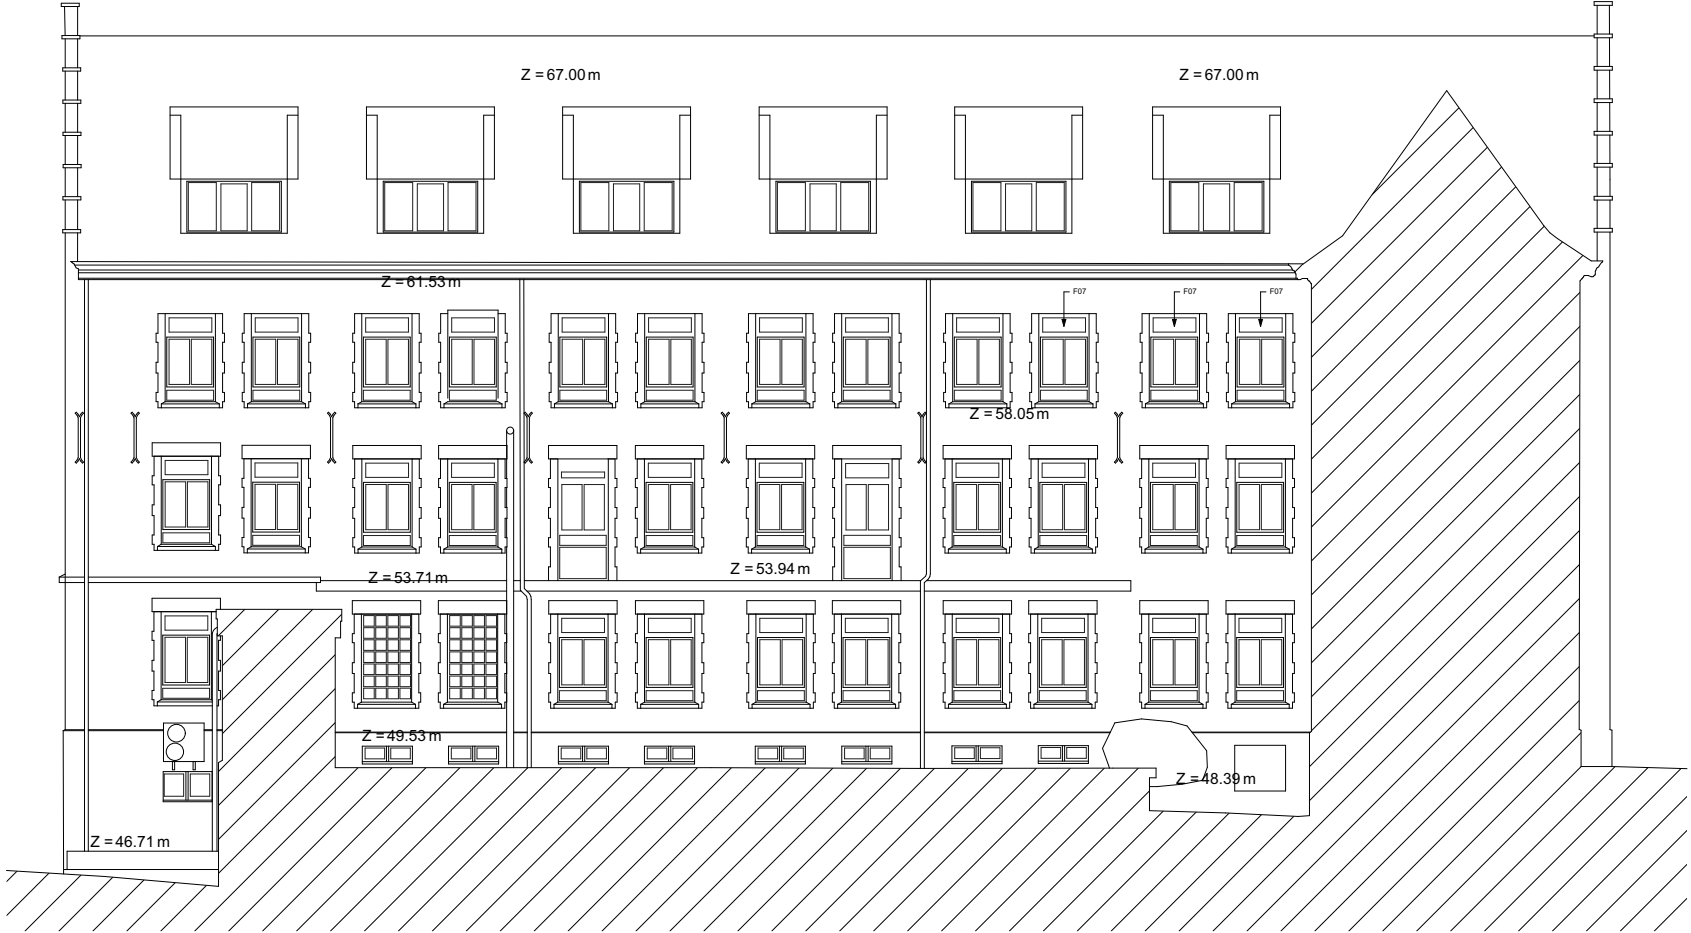 Z = 67.00 m
Z = 67.00 m
Z = 61.53 m
F07
F07
F07
Z = 58.05 m
Z = 53.71 m
Z = 53.94 m
Z = 49.53 m
Z = 48.39 m
Z = 46.71 m